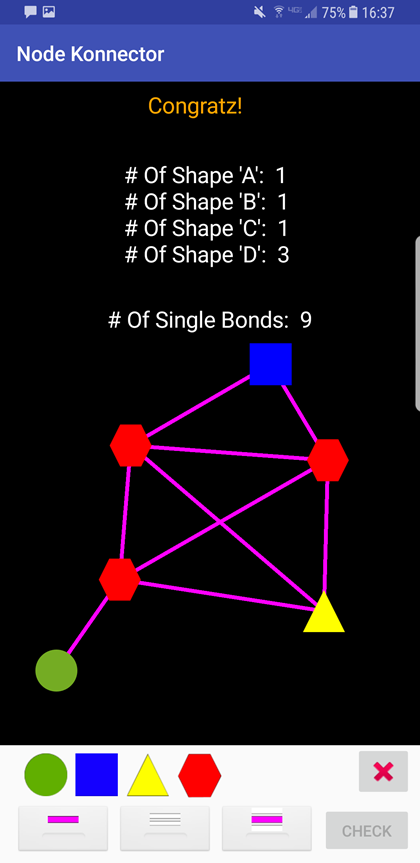 75% 16:37
Node Konnector
Congratz!
# Of Shape 'A': 1
# Of Shape 'B': 1
# Of Shape 'C': 1
# Of Shape 'D': 3
# Of Single Bonds: 9
CHECK